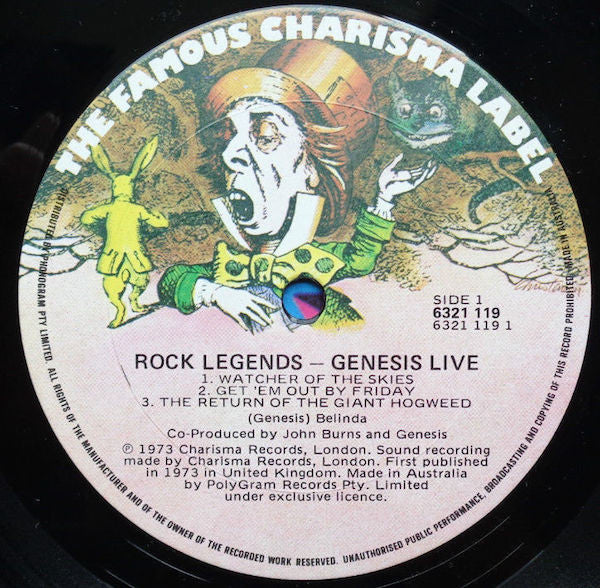 THE FAMOUS CHARISMA LABEL
SIDE 1
6321 119
6321 119 1
ROCK LEGENDS – GENESIS LIVE
1. WATCHER OF THE SKIES
2. GET 'EM OUT BY FRIDAY
3. THE RETURN OF THE GIANT HOGWEED
(Genesis) Belinda
Co-Produced by John Burns and Genesis
℗ 1973 Charisma Records, London. Sound recording
made by Charisma Records, London. First published
in 1973 in United Kingdom. Made in Australia
by PolyGram Records Pty. Limited
under exclusive licence.
DISTRIBUTED BY PHONOGRAM PTY LIMITED. ALL RIGHTS OF THE MANUFACTURER AND OF THE OWNER OF THE RECORDED WORK RESERVED. UNAUTHORISED PUBLIC PERFORMANCE, BROADCASTING AND COPYING OF THIS RECORD PROHIBITED. MADE IN AUSTRALIA